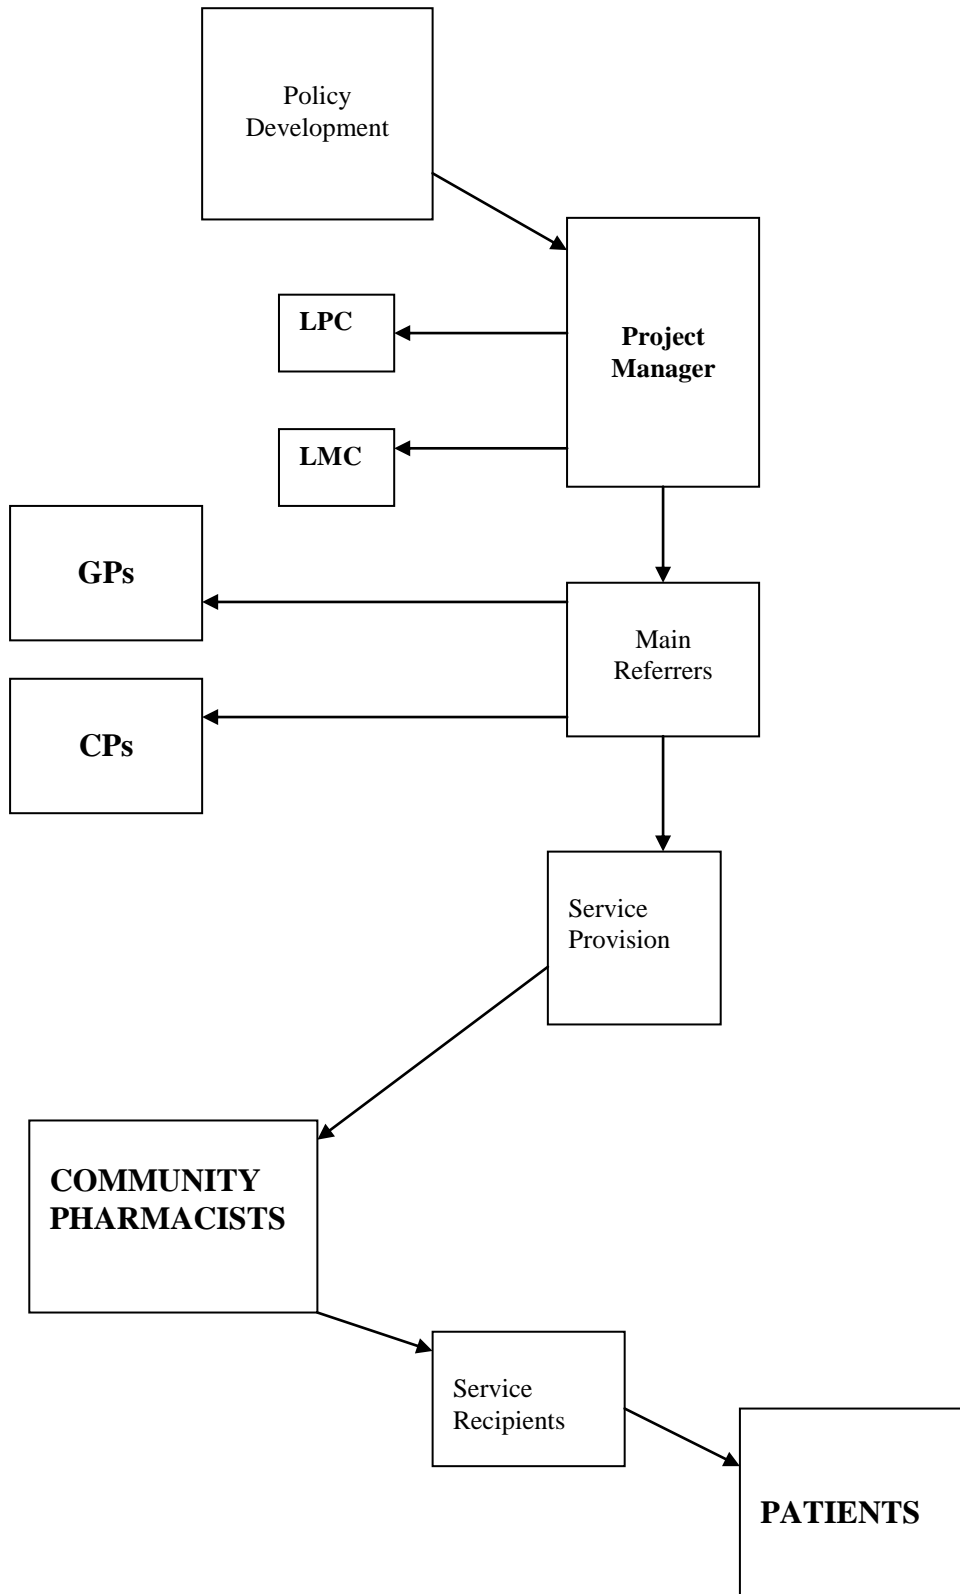 Policy
Development
LPC
Project
Manager
LMC
GPs
Main
Referrers
CPs
Service
Provision
COMMUNITY
PHARMACISTS
Service
Recipients
PATIENTS